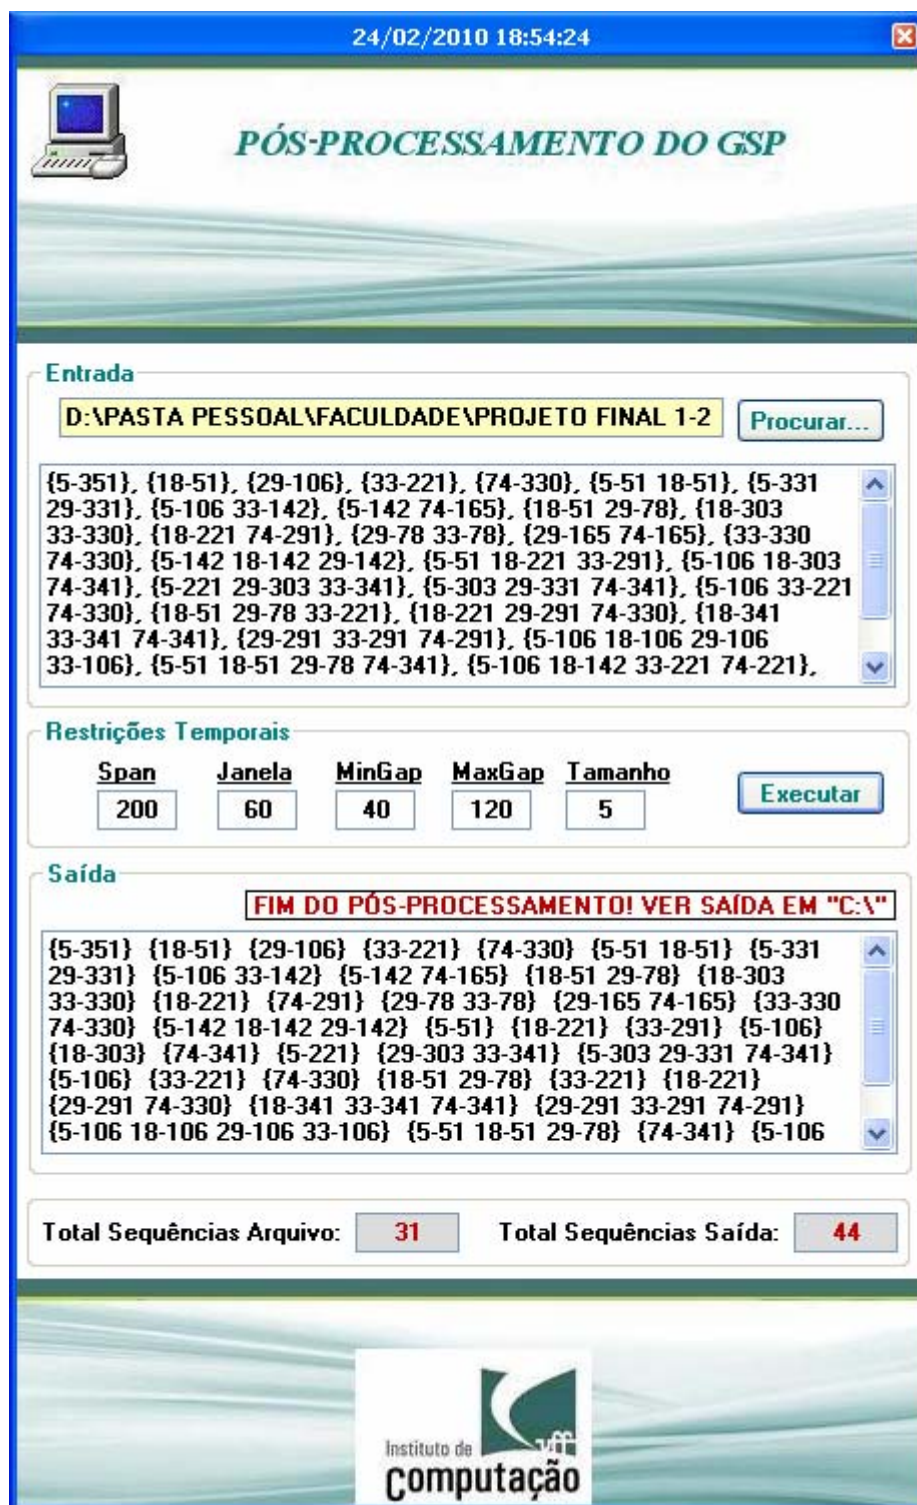 24/02/2010 18:54:24
PÓS-PROCESSAMENTO DO GSP
Entrada
D:\PASTA PESSOAL\FACULDADE\PROJETO FINAL 1-2
Procurar...
{5-351}, {18-51}, {29-106}, {33-221}, {74-330}, {5-51 18-51}, {5-331
29-331}, {5-106 33-142}, {5-142 74-165}, {18-51 29-78}, {18-303
33-330}, {18-221 74-291}, {29-78 33-78}, {29-165 74-165}, {33-330
74-330}, {5-142 18-142 29-142}, {5-51 18-221 33-291}, {5-106 18-303
74-341}, {5-221 29-303 33-341}, {5-303 29-331 74-341}, {5-106 33-221
74-330}, {18-51 29-78 33-221}, {18-221 29-291 74-330}, {18-341
33-341 74-341}, {29-291 33-291 74-291}, {5-106 18-106 29-106
33-106}, {5-51 18-51 29-78 74-341}, {5-106 18-142 33-221 74-221},
Restrições Temporais
Span Janela MinGap MaxGap Tamanho
200 60 40 120 5
Executar
Saída
FIM DO PÓS-PROCESSAMENTO! VER SAÍDA EM "C:\"
{5-351} {18-51} {29-106} {33-221} {74-330} {5-51 18-51} {5-331
29-331} {5-106 33-142} {5-142 74-165} {18-51 29-78} {18-303
33-330} {18-221} {74-291} {29-78 33-78} {29-165 74-165} {33-330
74-330} {5-142 18-142 29-142} {5-51} {18-221} {33-291} {5-106}
{18-303} {74-341} {5-221} {29-303 33-341} {5-303 29-331 74-341}
{5-106} {33-221} {74-330} {18-51 29-78} {33-221} {18-221}
{29-291 74-330} {18-341 33-341 74-341} {29-291 33-291 74-291}
{5-106 18-106 29-106 33-106} {5-51 18-51 29-78} {74-341} {5-106
Total Sequências Arquivo: 31 Total Sequências Saída: 44
uff
Instituto de
computação